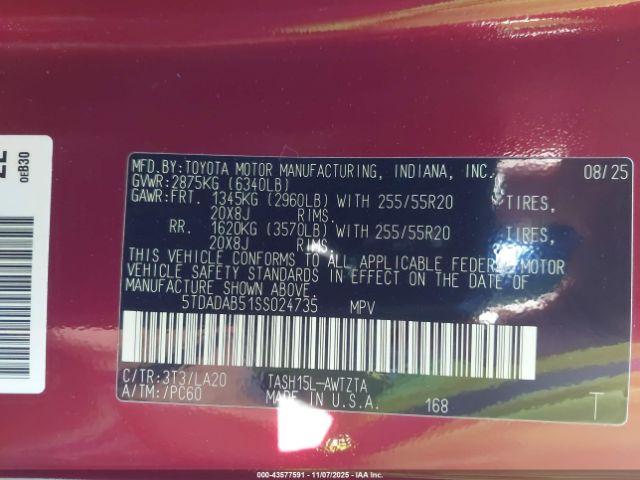 MFD.BY:TOYOTA MOTOR MANUFACTURING, INDIANA, INC. 08/25
GVWR:2875KG (6340LB)
GAWR:FRT. 1345KG (2960LB) WITH 255/55R20 TIRES,
20X8J RIMS.
RR. 1620KG (3570LB) WITH 255/55R20 TIRES,
20X8J RIMS.
THIS VEHICLE CONFORMS TO ALL APPLICABLE FEDERAL MOTOR
VEHICLE SAFETY STANDARDS IN EFFECT ON THE DATE OF
MANUFACTURE SHOWN ABOVE.
5TDADAB51SS024735 MPV
C/TR:3T3/LA20 TASH15L-AWTZTA
A/TM:/PC60 MADE IN U.S.A. 168 T
0EB30
000-43577591 - 11/07/2025 - IAAI.CA